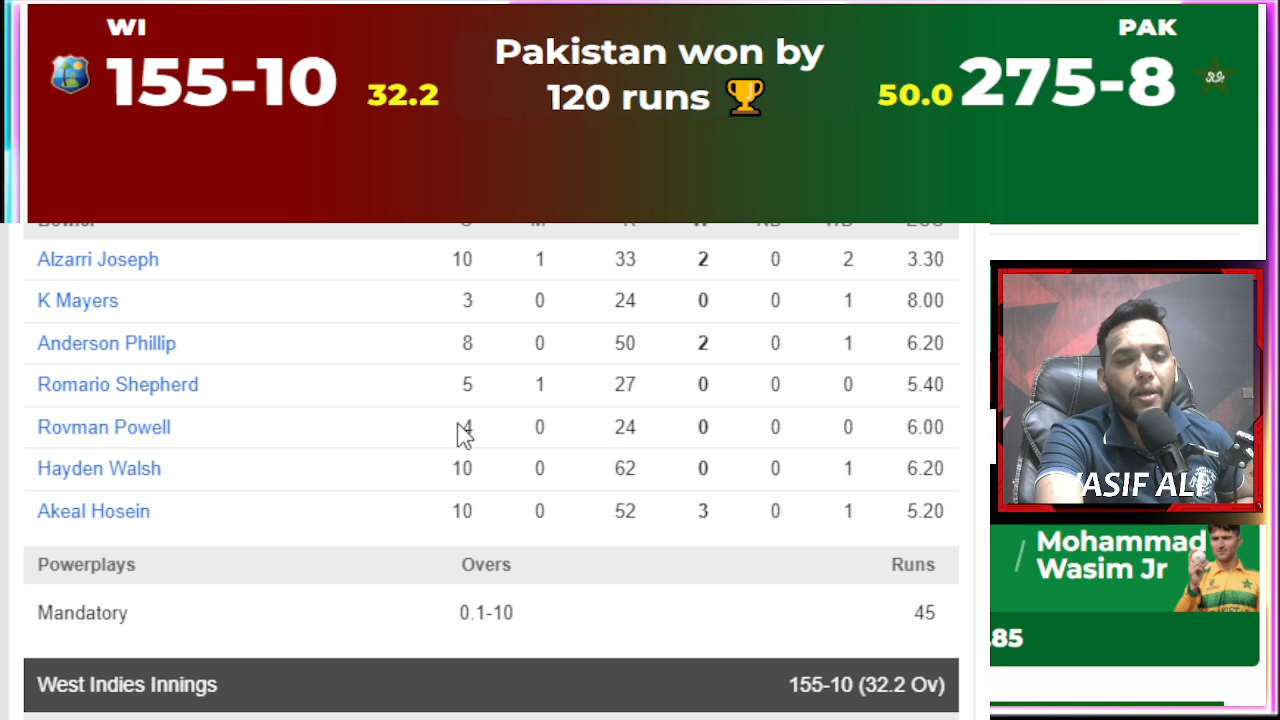 WI
155-10
32.2
Pakistan won by
120 runs
PAK
50.0
275-8
Alzarri Joseph 10 1 33 2 0 2 3.30
K Mayers 3 0 24 0 0 1 8.00
Anderson Phillip 8 0 50 2 0 1 6.20
Romario Shepherd 5 1 27 0 0 0 5.40
Rovman Powell 4 0 24 0 0 0 6.00
Hayden Walsh 10 0 62 0 0 1 6.20
Akeal Hosein 10 0 52 3 0 1 5.20
Powerplays Overs Runs
Mandatory 0.1-10 45
West Indies Innings 155-10 (32.2 Ov)
WASIF ALI
/ Mohammad
Wasim Jr
.85